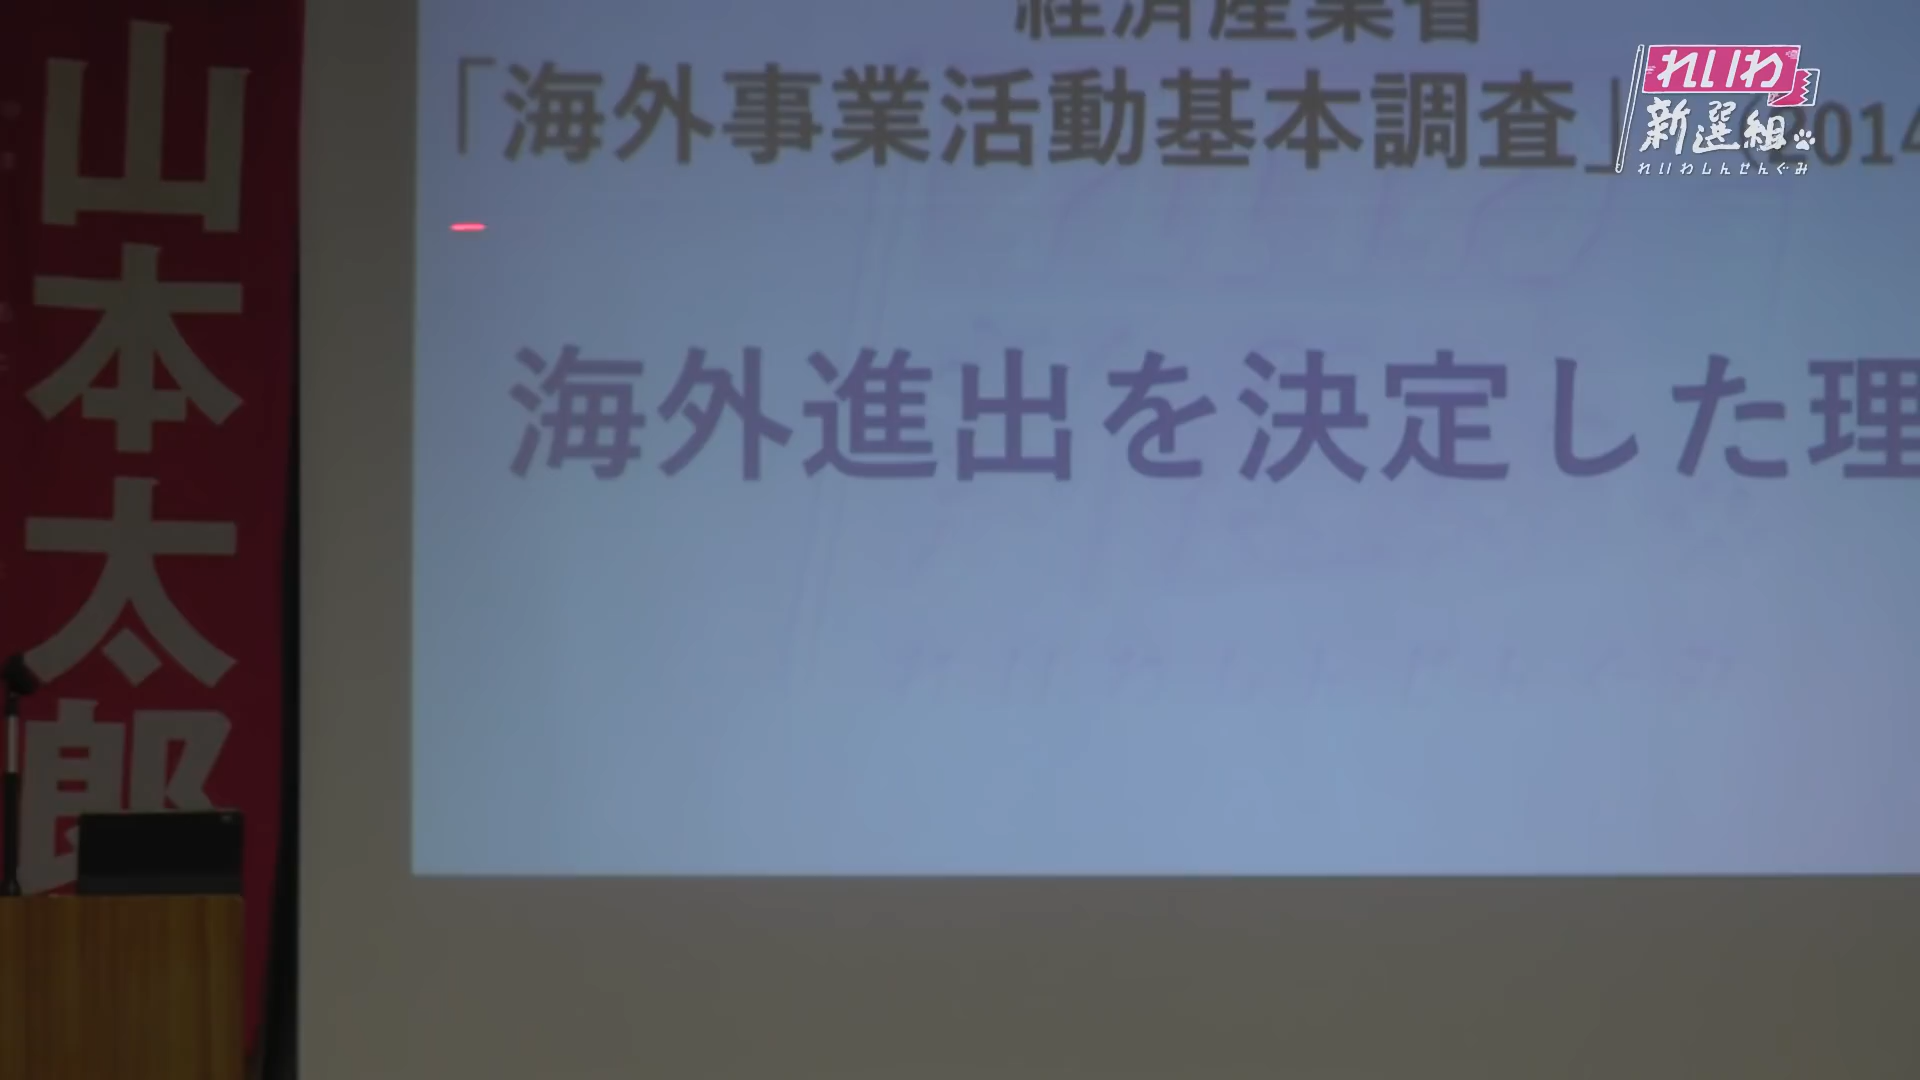 山本太郎
経済産業省
「海外事業活動基本調査」(2014
海外進出を決定した理
れいわ
新選組
れいわしんせんぐみ